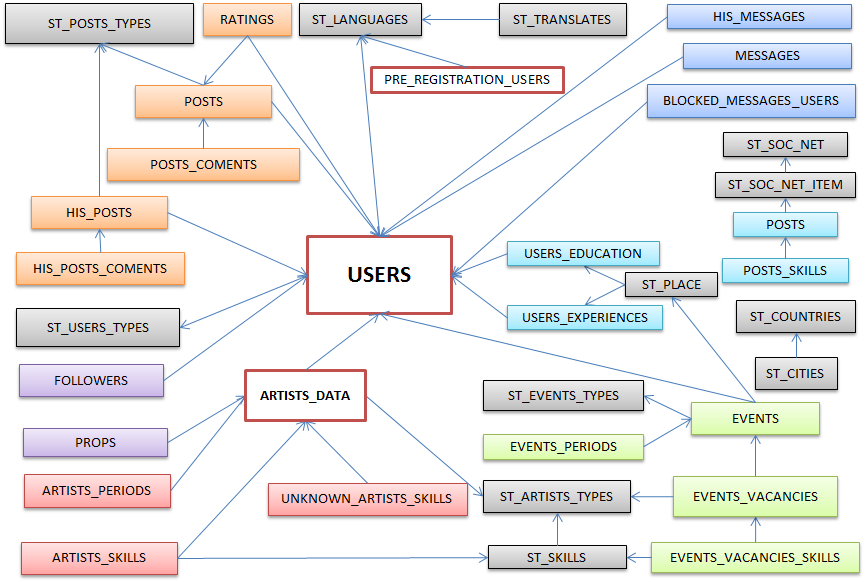 ST_POSTS_TYPES
RATINGS
ST_LANGUAGES
ST_TRANSLATES
HIS_MESSAGES
MESSAGES
PRE_REGISTRATION_USERS
POSTS
BLOCKED_MESSAGES_USERS
ST_SOC_NET
POSTS_COMENTS
ST_SOC_NET_ITEM
HIS_POSTS
POSTS
USERS
USERS_EDUCATION
HIS_POSTS_COMENTS
POSTS_SKILLS
ST_PLACE
ST_USERS_TYPES
USERS_EXPERIENCES
ST_COUNTRIES
FOLLOWERS
ST_CITIES
ARTISTS_DATA
ST_EVENTS_TYPES
EVENTS
PROPS
EVENTS_PERIODS
ARTISTS_PERIODS
UNKNOWN_ARTISTS_SKILLS
ST_ARTISTS_TYPES
EVENTS_VACANCIES
ARTISTS_SKILLS
ST_SKILLS
EVENTS_VACANCIES_SKILLS